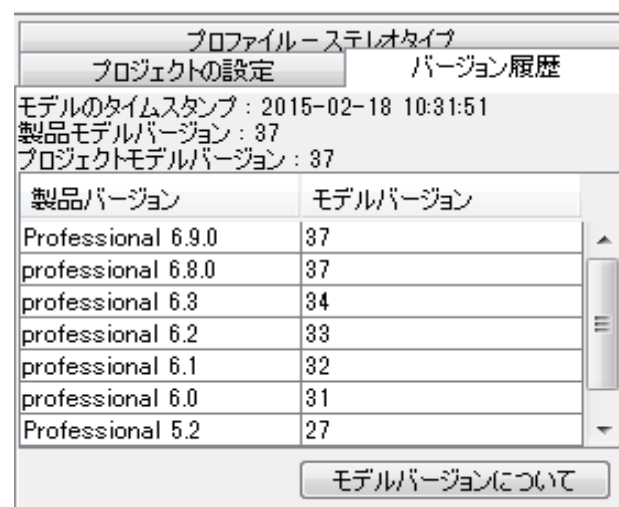 プロファイル－ステレオタイプ
プロジェクトの設定
バージョン履歴
モデルのタイムスタンプ：2015-02-18 10:31:51
製品モデルバージョン：37
プロジェクトモデルバージョン：37
製品バージョン モデルバージョン
Professional 6.9.0 37
professional 6.8.0 37
professional 6.3 34
professional 6.2 33
professional 6.1 32
professional 6.0 31
Professional 5.2 27
モデルバージョンについて